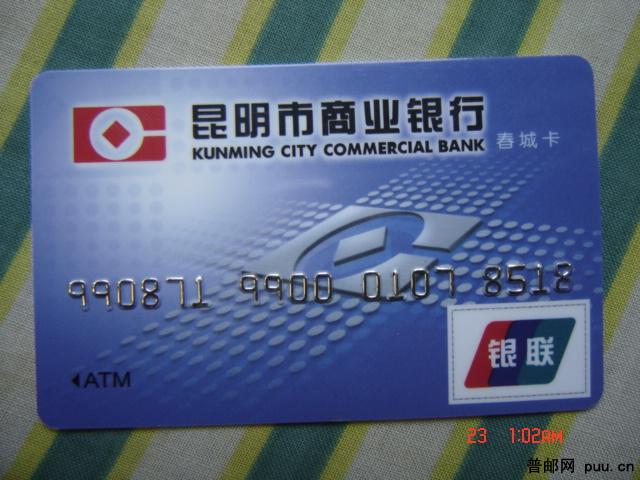 昆明市商业银行
KUNMING CITY COMMERCIAL BANK 春城卡
990871 9900 0107 8518
银联
ATM
23 1:02AM
普邮网 puu.cn